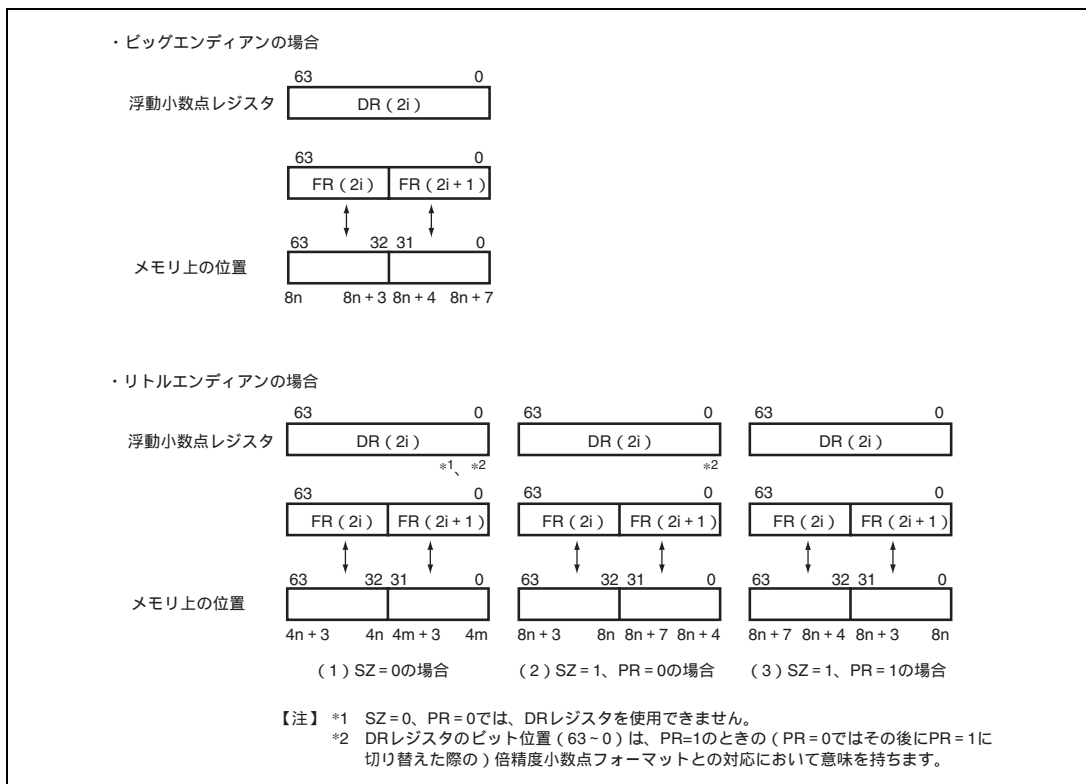 ・ビッグエンディアンの場合
63 0
浮動小数点レジスタ DR(2i)
63 0
FR(2i) FR(2i+1)
63 32 31 0
メモリ上の位置
8n 8n+3 8n+4 8n+7
・リトルエンディアンの場合
63 0 63 0 63 0
浮動小数点レジスタ DR(2i) DR(2i) DR(2i)
*1、*2 *2
63 0 63 0 63 0
FR(2i) FR(2i+1) FR(2i) FR(2i+1) FR(2i) FR(2i+1)
63 32 31 0 63 32 31 0 63 32 31 0
メモリ上の位置
4n+3 4n 4m+3 4m 8n+3 8n 8n+7 8n+4 8n+7 8n+4 8n+3 8n
(1)SZ=0の場合 (2)SZ=1、PR=0の場合 (3)SZ=1、PR=1の場合
【注】 *1 SZ=0、PR=0では、DRレジスタを使用できません。
*2 DRレジスタのビット位置(63~0)は、PR=1のときの(PR=0ではその後にPR=1に
切り替えた際の)倍精度小数点フォーマットとの対応において意味を持ちます。